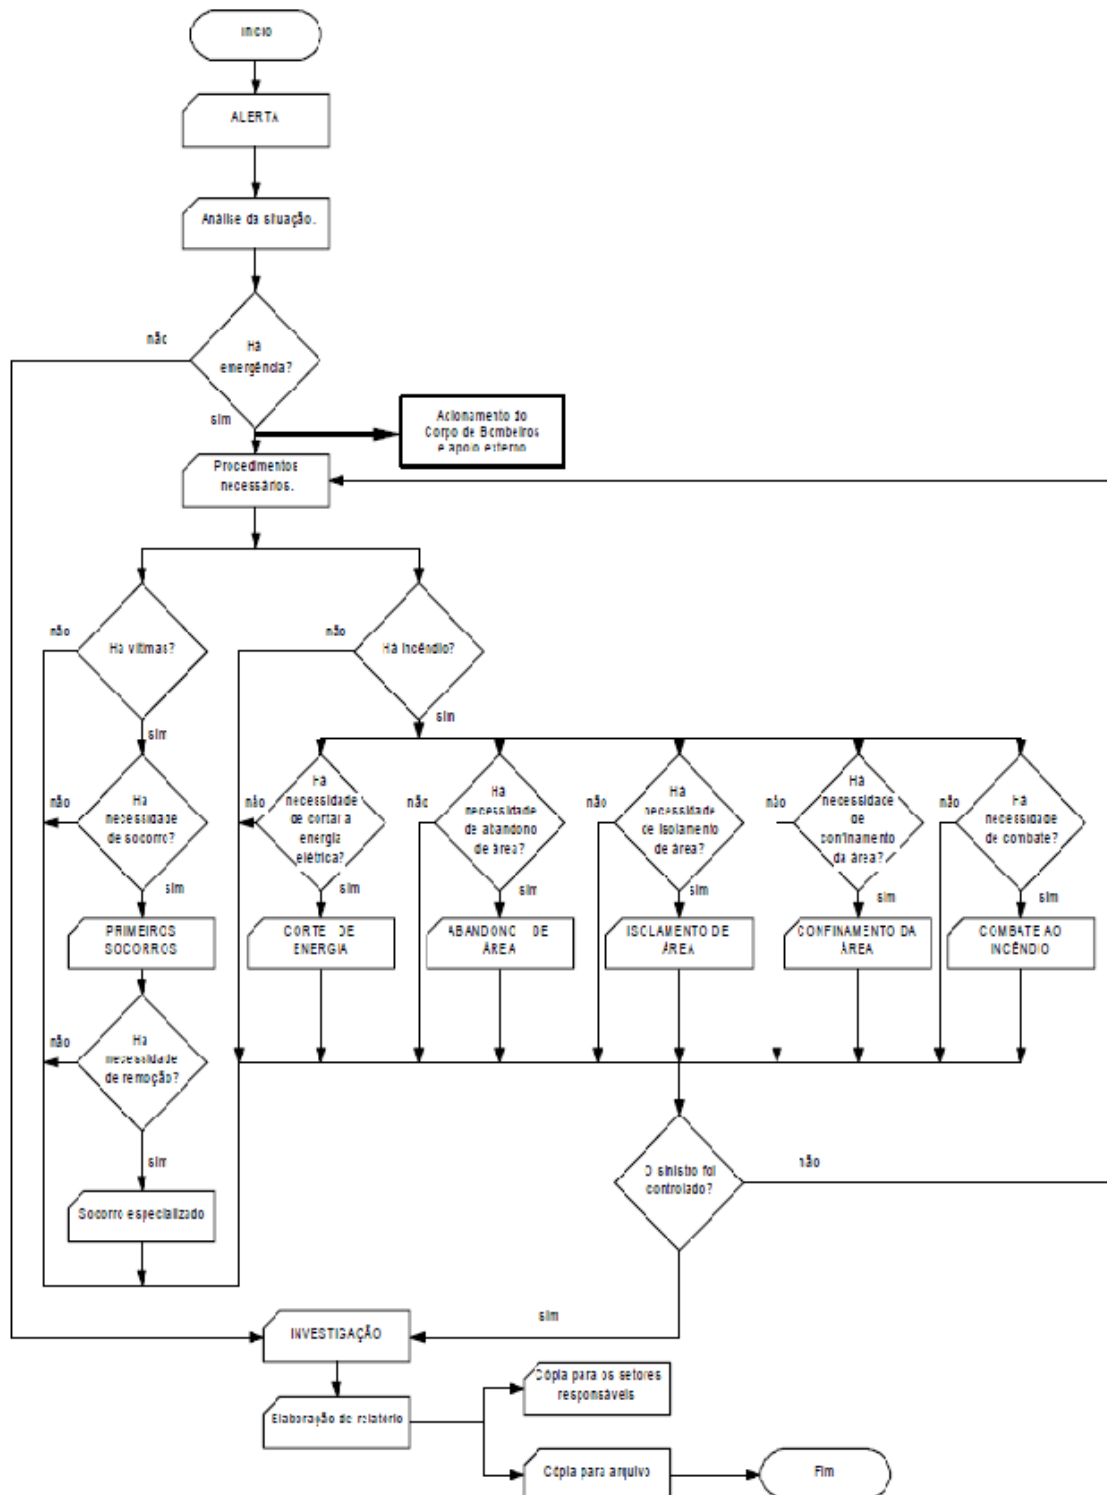 Início
ALERTA
Análise da situação.
não
Há
emergência?
sim
Acionamento do
Corpo de Bombeiros
e apoio externo
Procedimentos
necessários.
não
Há vítimas?
não
Há incêndio?
sim
sim
não
Há
necessidade
de socorro?
não
Há
necessidade
de cortar a
energia
elétrica?
não
Há
necessidade
de abandono
de área?
não
Há
necessidade
de isolamento
de área?
não
Há
necessidade
de
confinamento
da área?
não
Há
necessidade
de combate?
sim
sim
sim
sim
sim
sim
PRIMEIROS
SOCORROS
CORTE DE
ENERGIA
ABANDONO DE
ÁREA
ISOLAMENTO DE
ÁREA
CONFINAMENTO DA
ÁREA
COMBATE AO
INCÊNDIO
não
Há
necessidade
de remoção?
sim
O sinistro foi
controlado?
não
Socorro especializado
sim
INVESTIGAÇÃO
Cópia para os setores
responsáveis
Elaboração de relatório
Cópia para arquivo
Fim